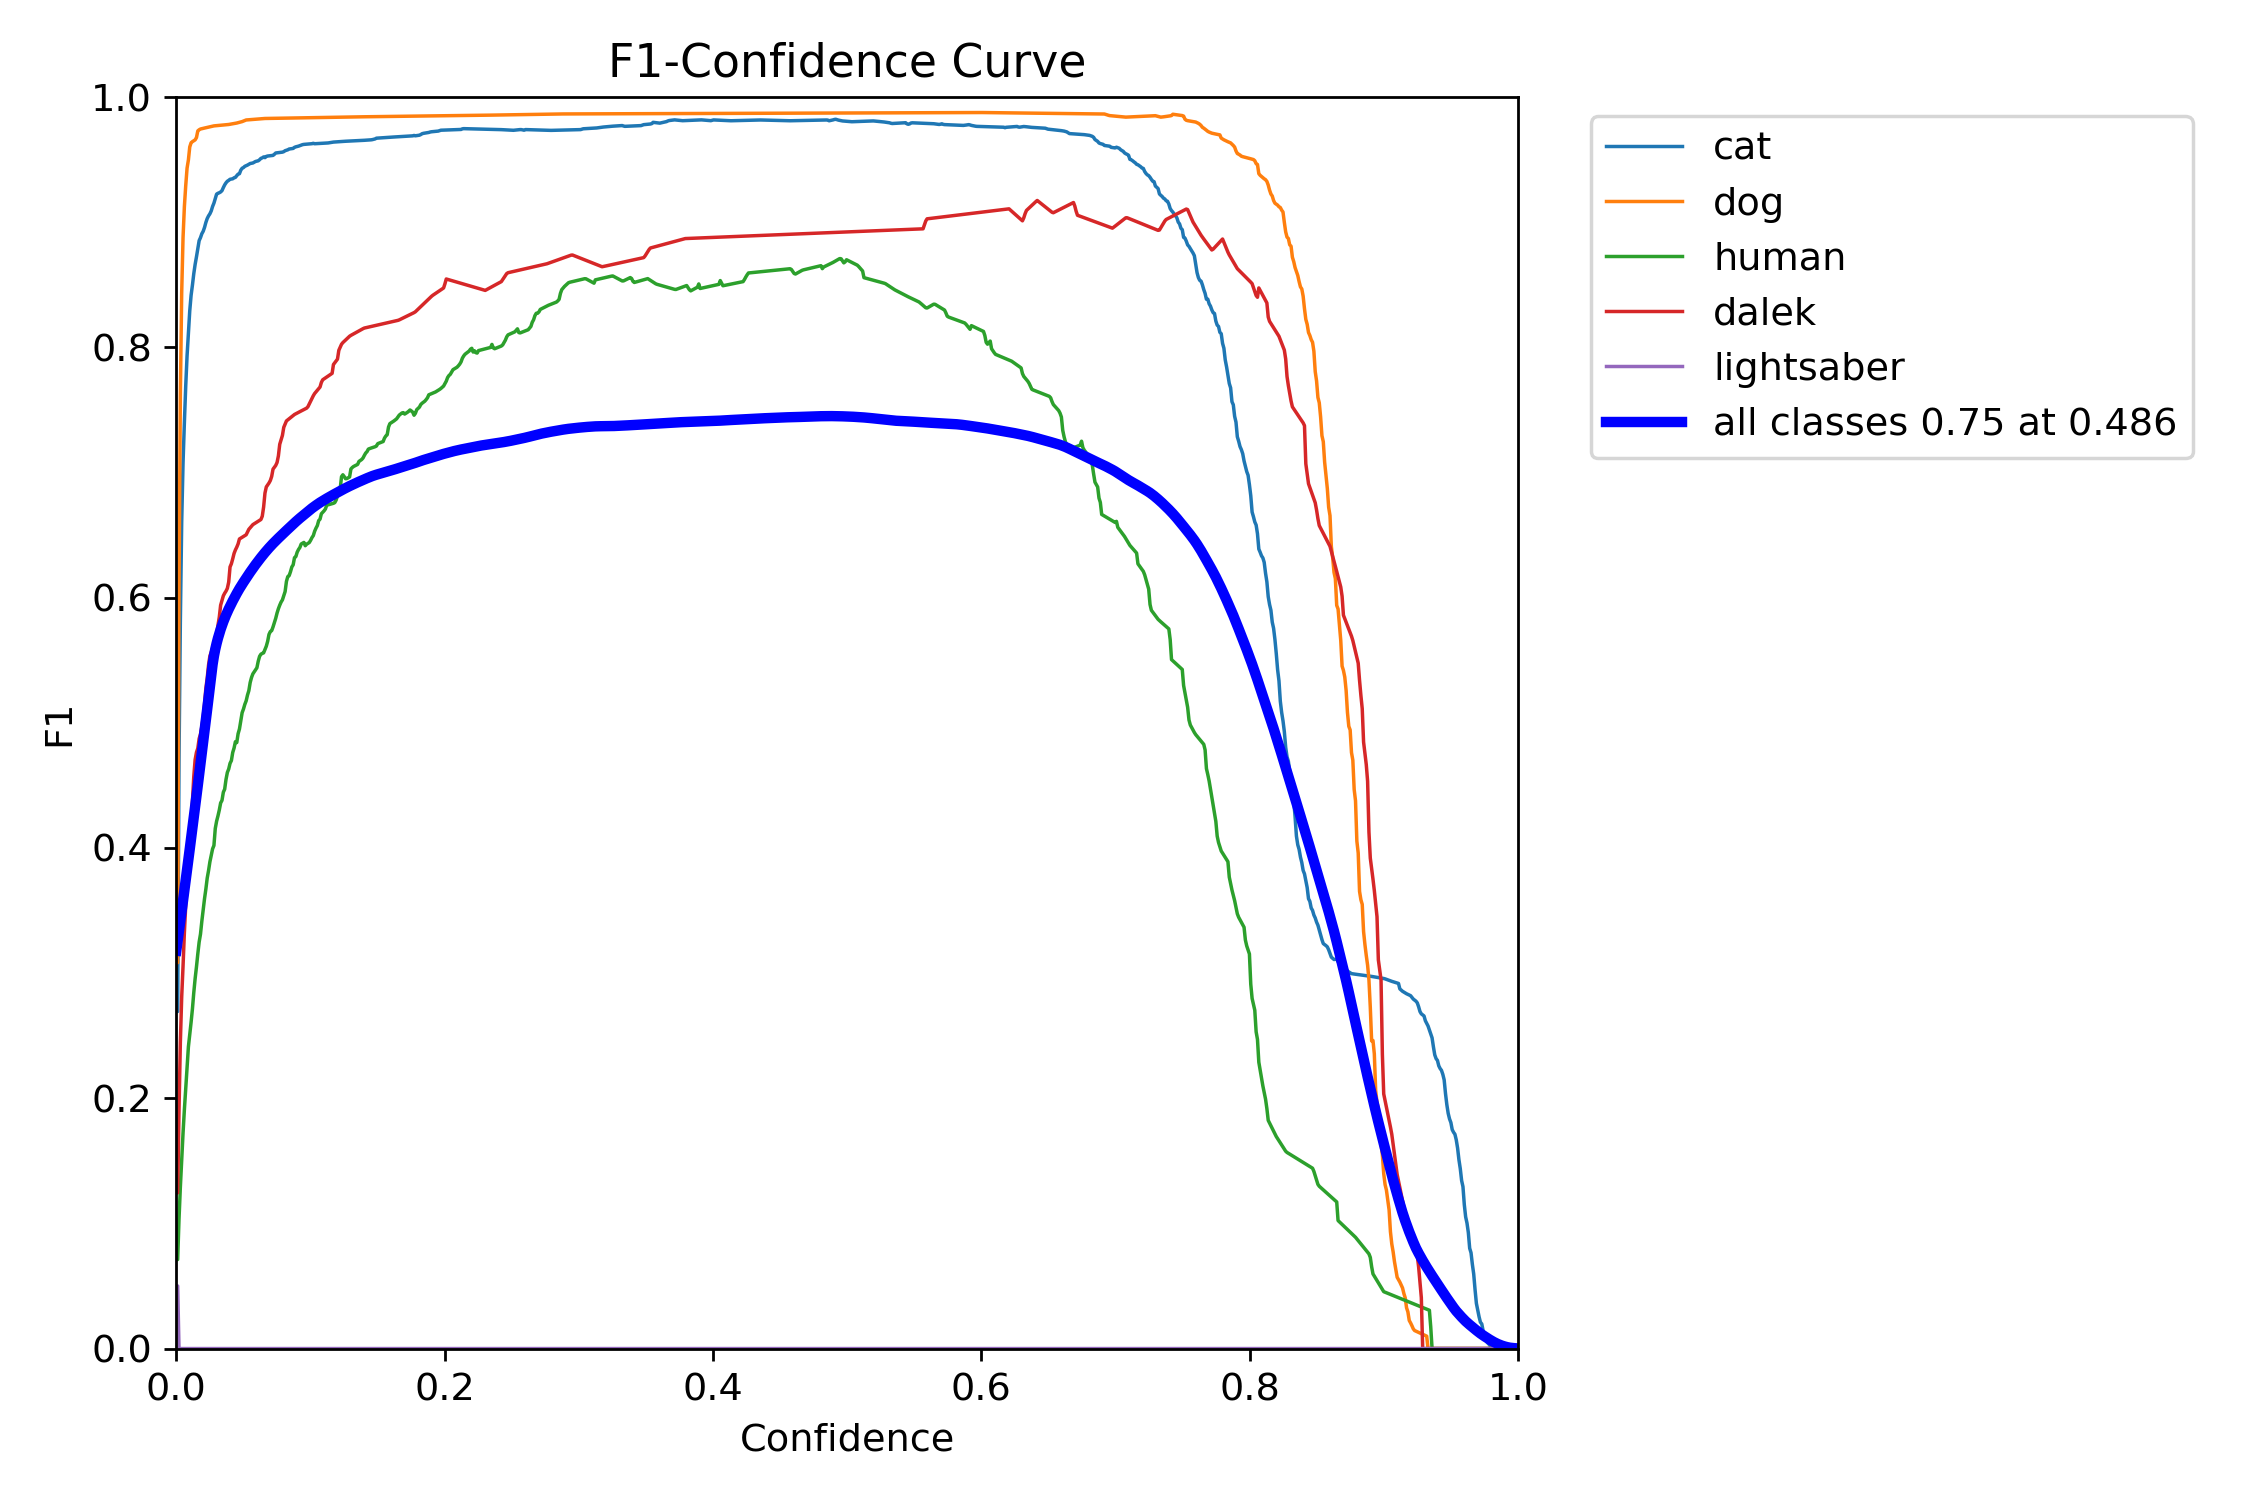 F1-Confidence Curve
1.0
0.8
0.6
0.4
0.2
0.0
F1
0.0 0.2 0.4 0.6 0.8 1.0
Confidence
cat
dog
human
dalek
lightsaber
all classes 0.75 at 0.486